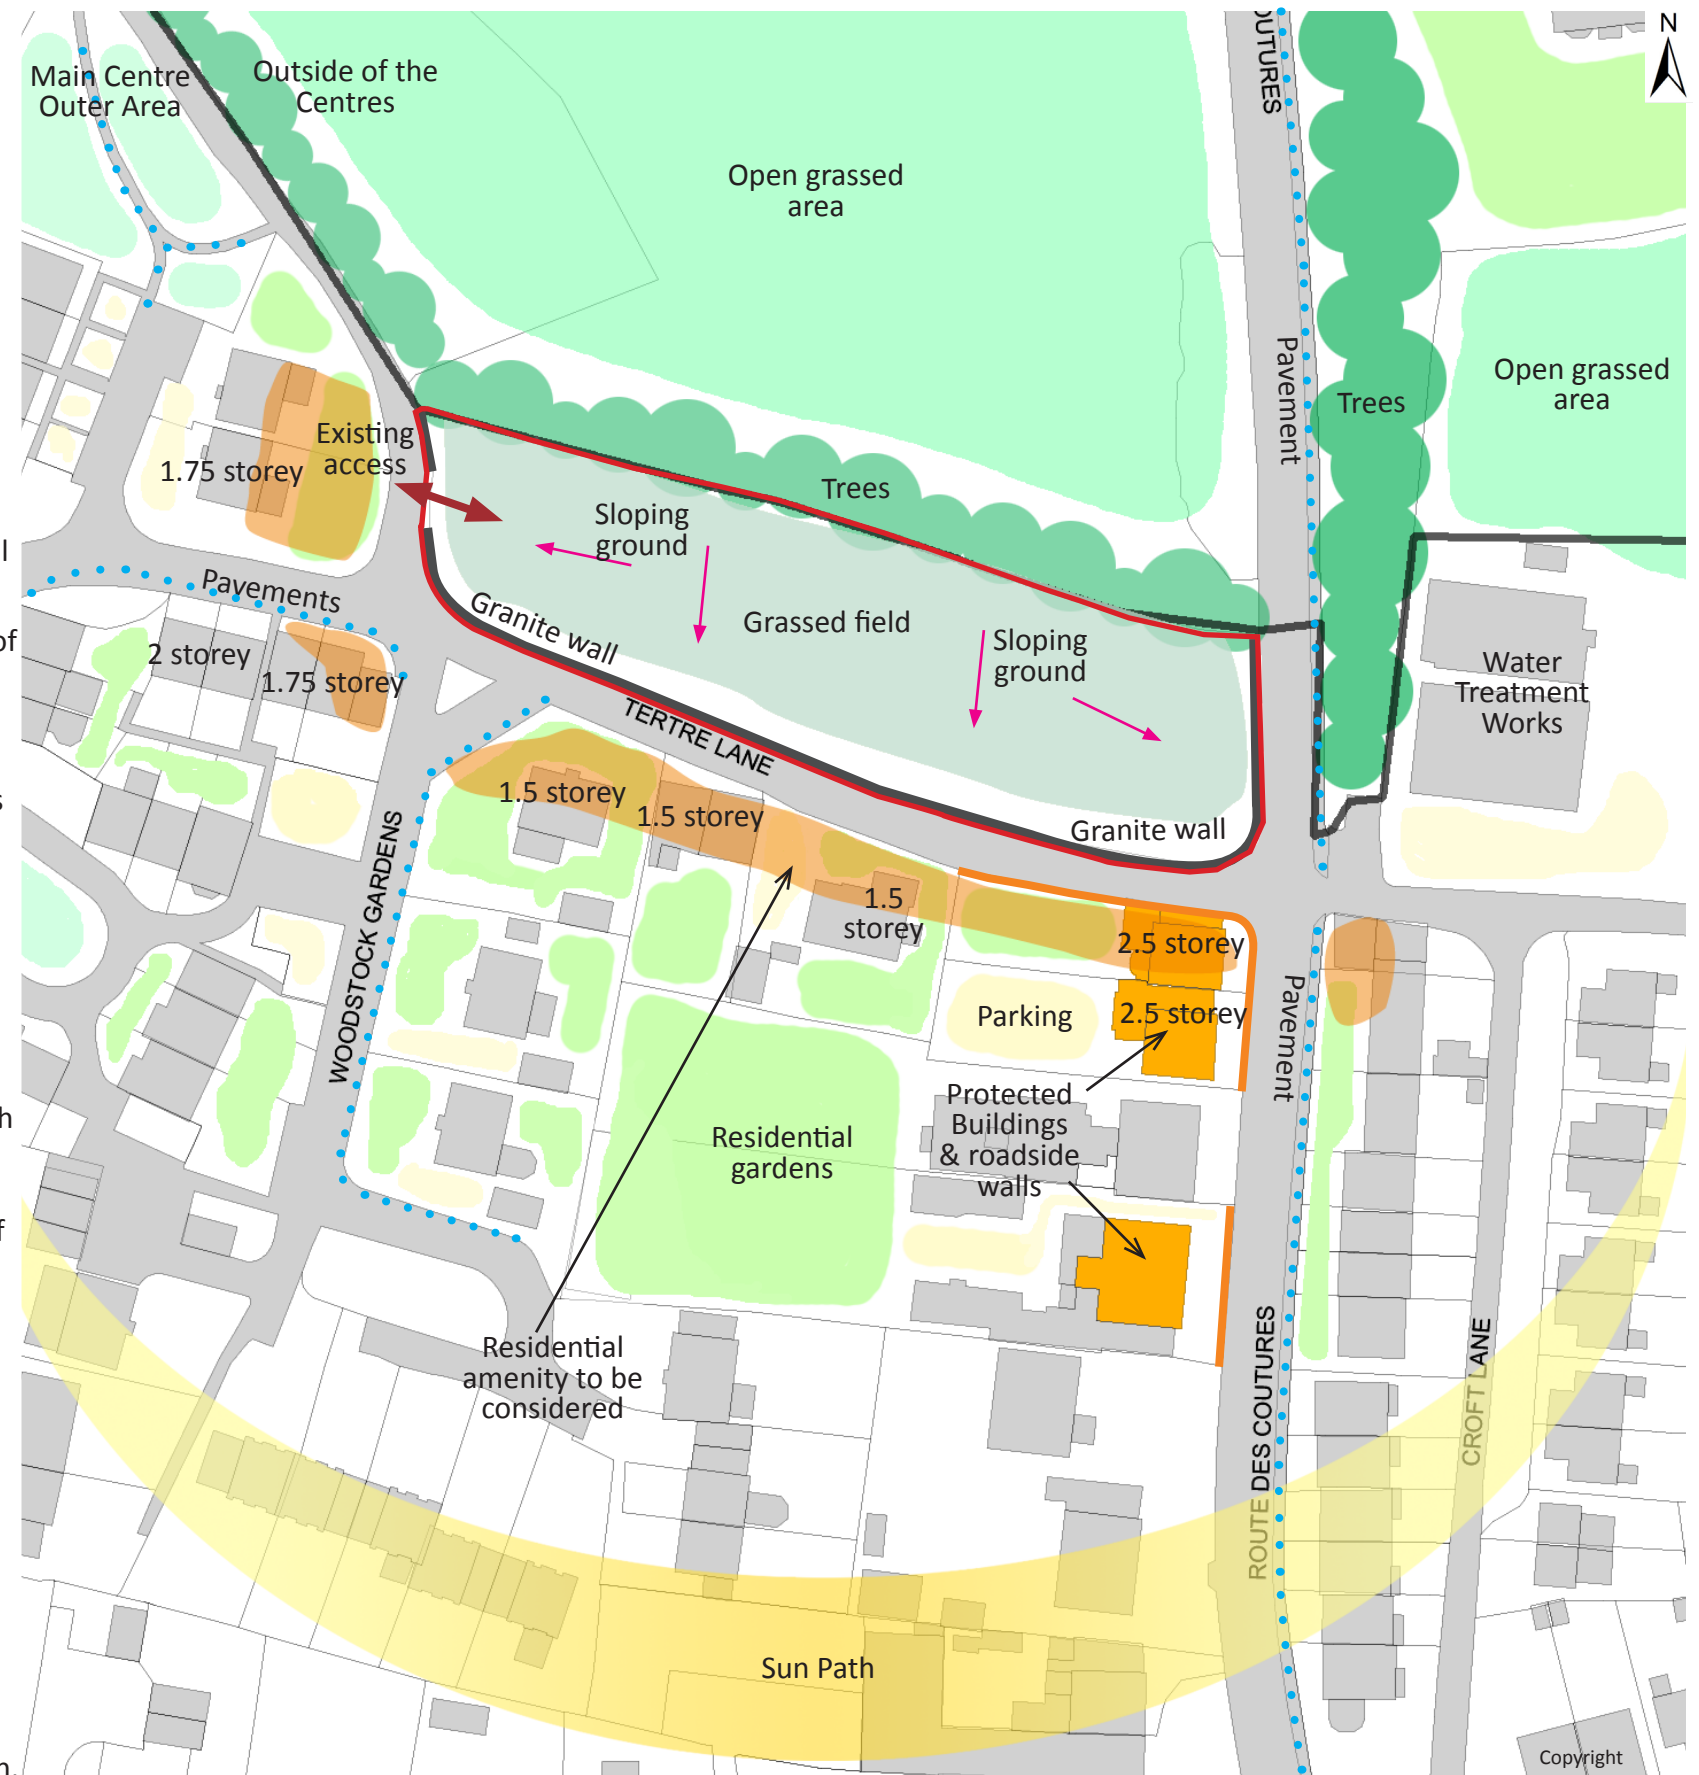 N
Main Centre
Outer Area
Outside of the
Centres
OUTURES
Open grassed
area
Pavement
Trees
Open grassed
area
Existing
access
1.75 storey
Trees
Sloping
ground
Pavements
Granite wall
Grassed field
Sloping
ground
2 storey
1.75 storey
Water
Treatment
Works
TERTRE LANE
1.5 storey
1.5 storey
Granite wall
WOODSTOCK GARDENS
1.5
storey
2.5 storey
Parking
2.5 storey
Pavement
Protected
Buildings
& roadside
walls
Residential
gardens
Residential
amenity to be
considered
ROUTE DES COUTURES
CROFT LANE
Sun Path
Copyright
l
of
s
h
f
n.